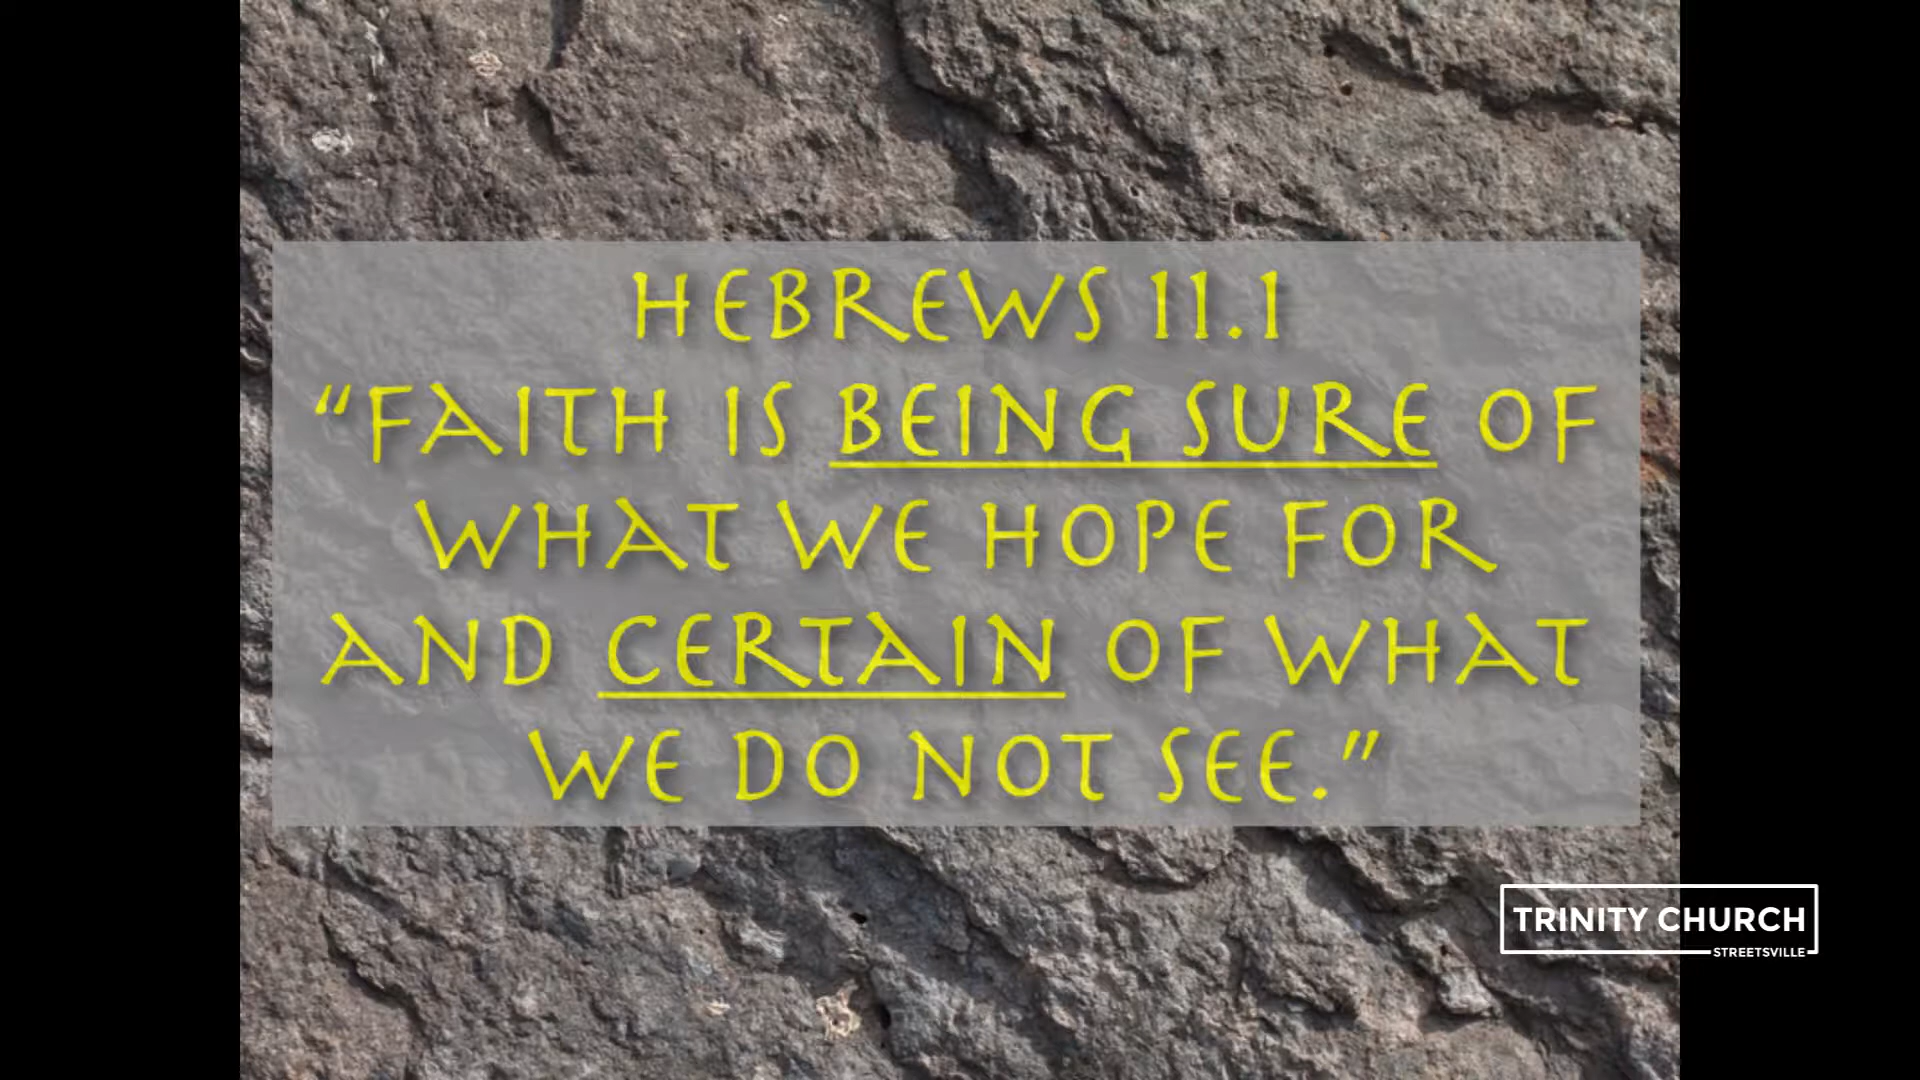 HEBREWS 11.1
“FAITH IS BEING SURE OF
WHAT WE HOPE FOR
AND CERTAIN OF WHAT
WE DO NOT SEE.”
TRINITY CHURCH
STREETSVILLE